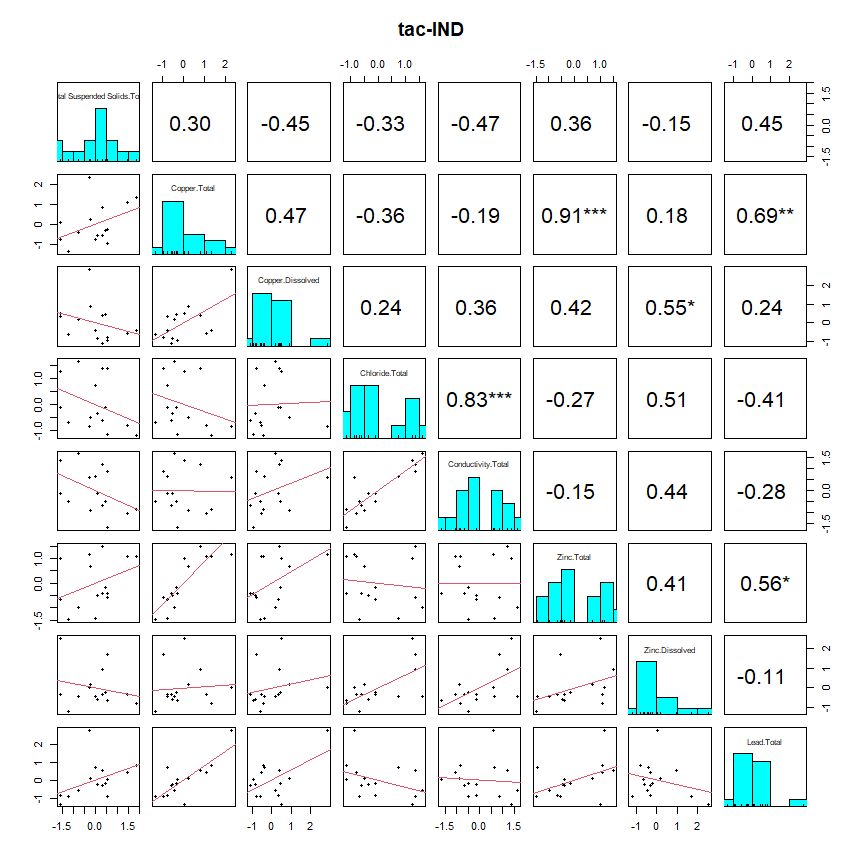 tac-IND
-1 0 1 2
-1.0 0.0 1.0
-1.5 0.0 1.0
-1 0 1 2
tal Suspended Solids.To
0.30
-0.45
-0.33
-0.47
0.36
-0.15
0.45
-1.5 0.0 1.5
-1 0 1 2
Copper.Total
0.47
-0.36
-0.19
0.91***
0.18
0.69**
Copper.Dissolved
0.24
0.36
0.42
0.55*
0.24
-1 0 1 2
-1.0 0.0 1.0
Chloride.Total
0.83***
-0.27
0.51
-0.41
Conductivity.Total
-0.15
0.44
-0.28
-1.5 0.0 1.5
-1.5 0.0 1.0
Zinc.Total
0.41
0.56*
Zinc.Dissolved
-0.11
-1 0 1 2
-1 0 1 2
Lead.Total
-1.5 0.0 1.5
-1 0 1 2
-1.5 0.0 1.5
-1 0 1 2